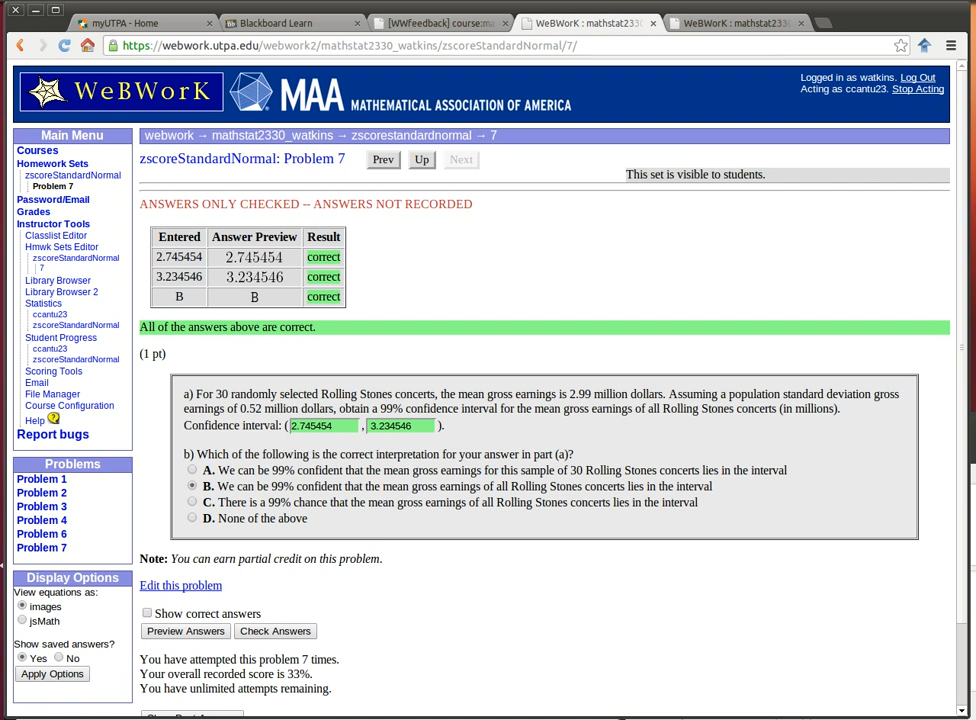 myUTPA - Home
Blackboard Learn
[WWfeedback] course:ma
WeBWorK : mathstat233
WeBWorK : mathstat233
https://webwork.utpa.edu/webwork2/mathstat2330_watkins/zscoreStandardNormal/7/
WeBWorK
MAA MATHEMATICAL ASSOCIATION OF AMERICA
Logged in as watkins. Log Out
Acting as ccantu23. Stop Acting
Main Menu
Courses
Homework Sets
zscoreStandardNormal
Problem 7
Password/Email
Grades
Instructor Tools
Classlist Editor
Hmwk Sets Editor
zscoreStandardNormal
7
Library Browser
Library Browser 2
Statistics
ccantu23
zscoreStandardNormal
Student Progress
ccantu23
zscoreStandardNormal
Scoring Tools
Email
File Manager
Course Configuration
Help ?
Report bugs
Problems
Problem 1
Problem 2
Problem 3
Problem 4
Problem 6
Problem 7
Display Options
View equations as:
images
jsMath
Show saved answers?
Yes No
Apply Options
webwork → mathstat2330_watkins → zscorestandardnormal → 7
zscoreStandardNormal: Problem 7 Prev Up Next
This set is visible to students.
ANSWERS ONLY CHECKED -- ANSWERS NOT RECORDED
Entered Answer Preview Result
2.745454 2.745454 correct
3.234546 3.234546 correct
B B correct
All of the answers above are correct.
(1 pt)
a) For 30 randomly selected Rolling Stones concerts, the mean gross earnings is 2.99 million dollars. Assuming a population standard deviation gross
earnings of 0.52 million dollars, obtain a 99% confidence interval for the mean gross earnings of all Rolling Stones concerts (in millions).
Confidence interval: ( 2.745454 , 3.234546 ).
b) Which of the following is the correct interpretation for your answer in part (a)?
A. We can be 99% confident that the mean gross earnings for this sample of 30 Rolling Stones concerts lies in the interval
B. We can be 99% confident that the mean gross earnings of all Rolling Stones concerts lies in the interval
C. There is a 99% chance that the mean gross earnings of all Rolling Stones concerts lies in the interval
D. None of the above
Note: You can earn partial credit on this problem.
Edit this problem
Show correct answers
Preview Answers Check Answers
You have attempted this problem 7 times.
Your overall recorded score is 33%.
You have unlimited attempts remaining.